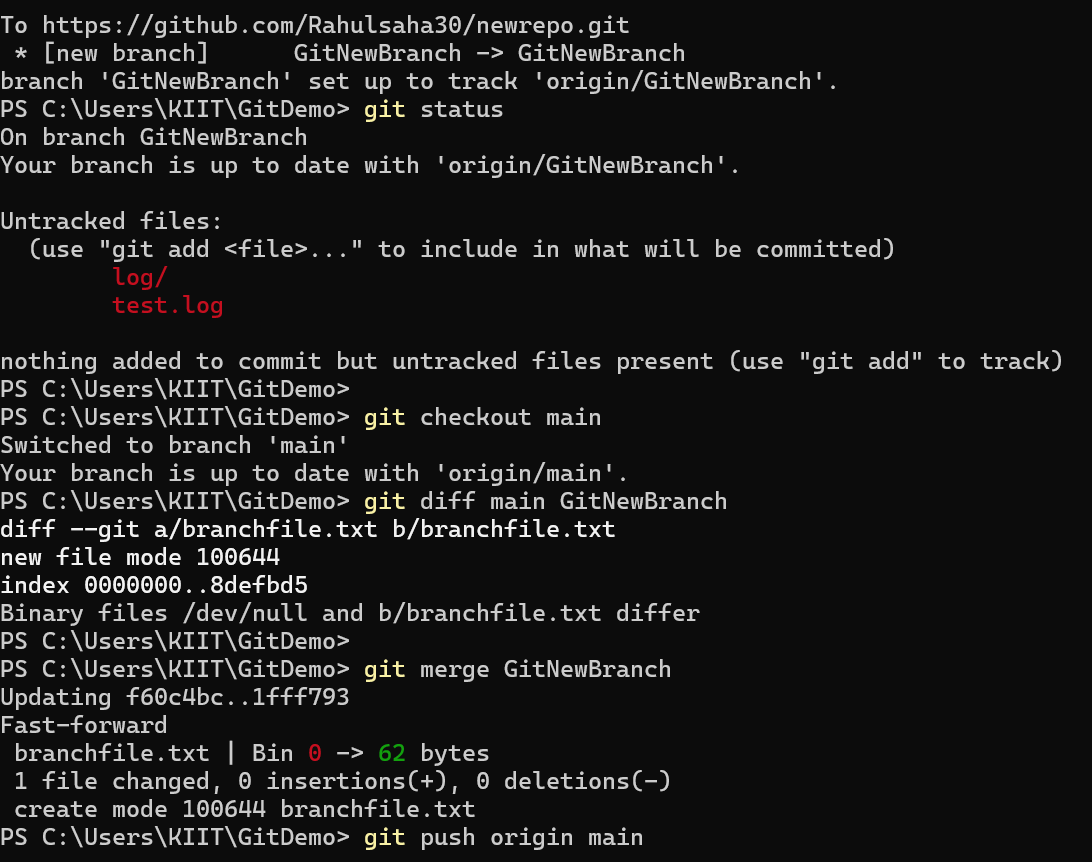 To https://github.com/Rahulsaha30/newrepo.git
 * [new branch]      GitNewBranch -> GitNewBranch
branch 'GitNewBranch' set up to track 'origin/GitNewBranch'.
PS C:\Users\KIIT\GitDemo> git status
On branch GitNewBranch
Your branch is up to date with 'origin/GitNewBranch'.

Untracked files:
  (use "git add <file>..." to include in what will be committed)
        log/
        test.log

nothing added to commit but untracked files present (use "git add" to track)
PS C:\Users\KIIT\GitDemo>
PS C:\Users\KIIT\GitDemo> git checkout main
Switched to branch 'main'
Your branch is up to date with 'origin/main'.
PS C:\Users\KIIT\GitDemo> git diff main GitNewBranch
diff --git a/branchfile.txt b/branchfile.txt
new file mode 100644
index 0000000..8defbd5
Binary files /dev/null and b/branchfile.txt differ
PS C:\Users\KIIT\GitDemo>
PS C:\Users\KIIT\GitDemo> git merge GitNewBranch
Updating f60c4bc..1fff793
Fast-forward
 branchfile.txt | Bin 0 -> 62 bytes
 1 file changed, 0 insertions(+), 0 deletions(-)
 create mode 100644 branchfile.txt
PS C:\Users\KIIT\GitDemo> git push origin main